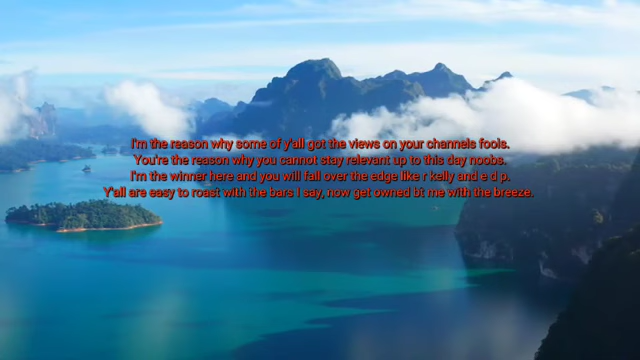 I'm the reason why some of y'all got the views on your channels fools.
You're the reason why you cannot stay relevant up to this day noobs.
I'm the winner here and you will fall over the edge like r kelly and e d p.
Y'all are easy to roast with the bars I say, now get owned bt me with the breeze.